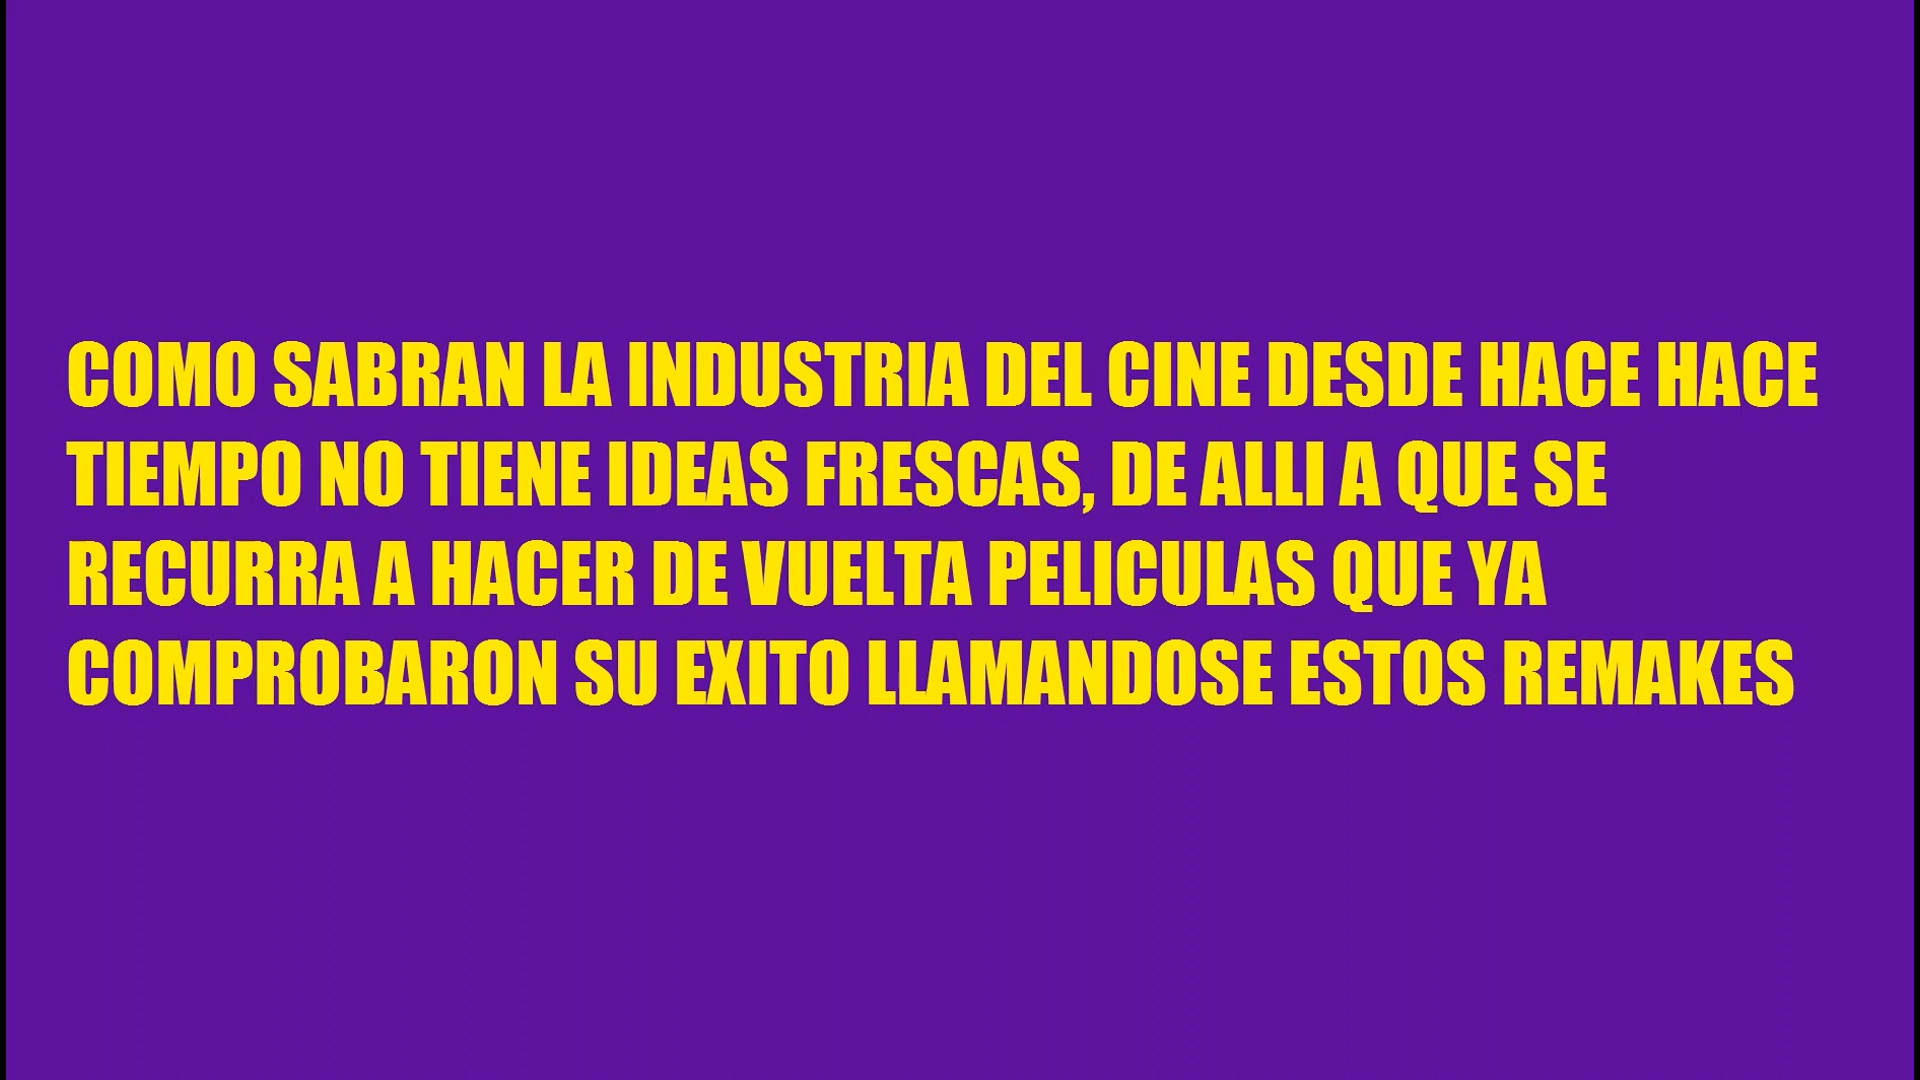 COMO SABRAN LA INDUSTRIA DEL CINE DESDE HACE HACE
TIEMPO NO TIENE IDEAS FRESCAS, DE ALLI A QUE SE
RECURRA A HACER DE VUELTA PELICULAS QUE YA
COMPROBARON SU EXITO LLAMANDOSE ESTOS REMAKES